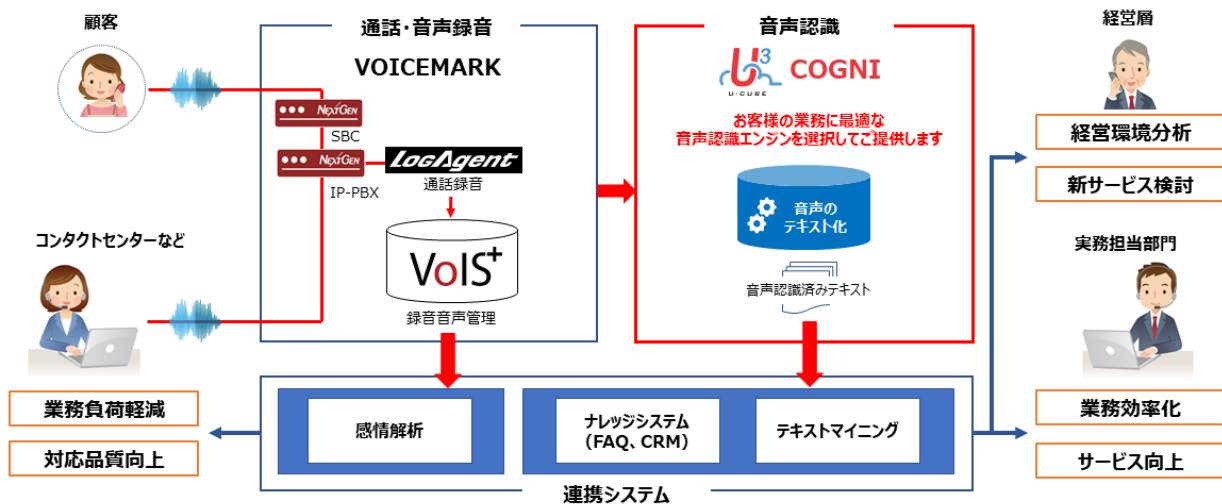 顧客
コンタクトセンターなど
業務負荷軽減
対応品質向上
通話・音声録音
VOICEMARK
NEXTGEN
SBC
NEXTGEN
IP-PBX
LogAgent
通話録音
VoIS+
録音音声管理
音声認識
U3
U-CUBE
COGNI
お客様の業務に最適な
音声認識エンジンを選択してご提供します
音声の
テキスト化
音声認識済みテキスト
感情解析
ナレッジシステム
(FAQ、CRM)
テキストマイニング
連携システム
経営層
経営環境分析
新サービス検討
実務担当部門
業務効率化
サービス向上